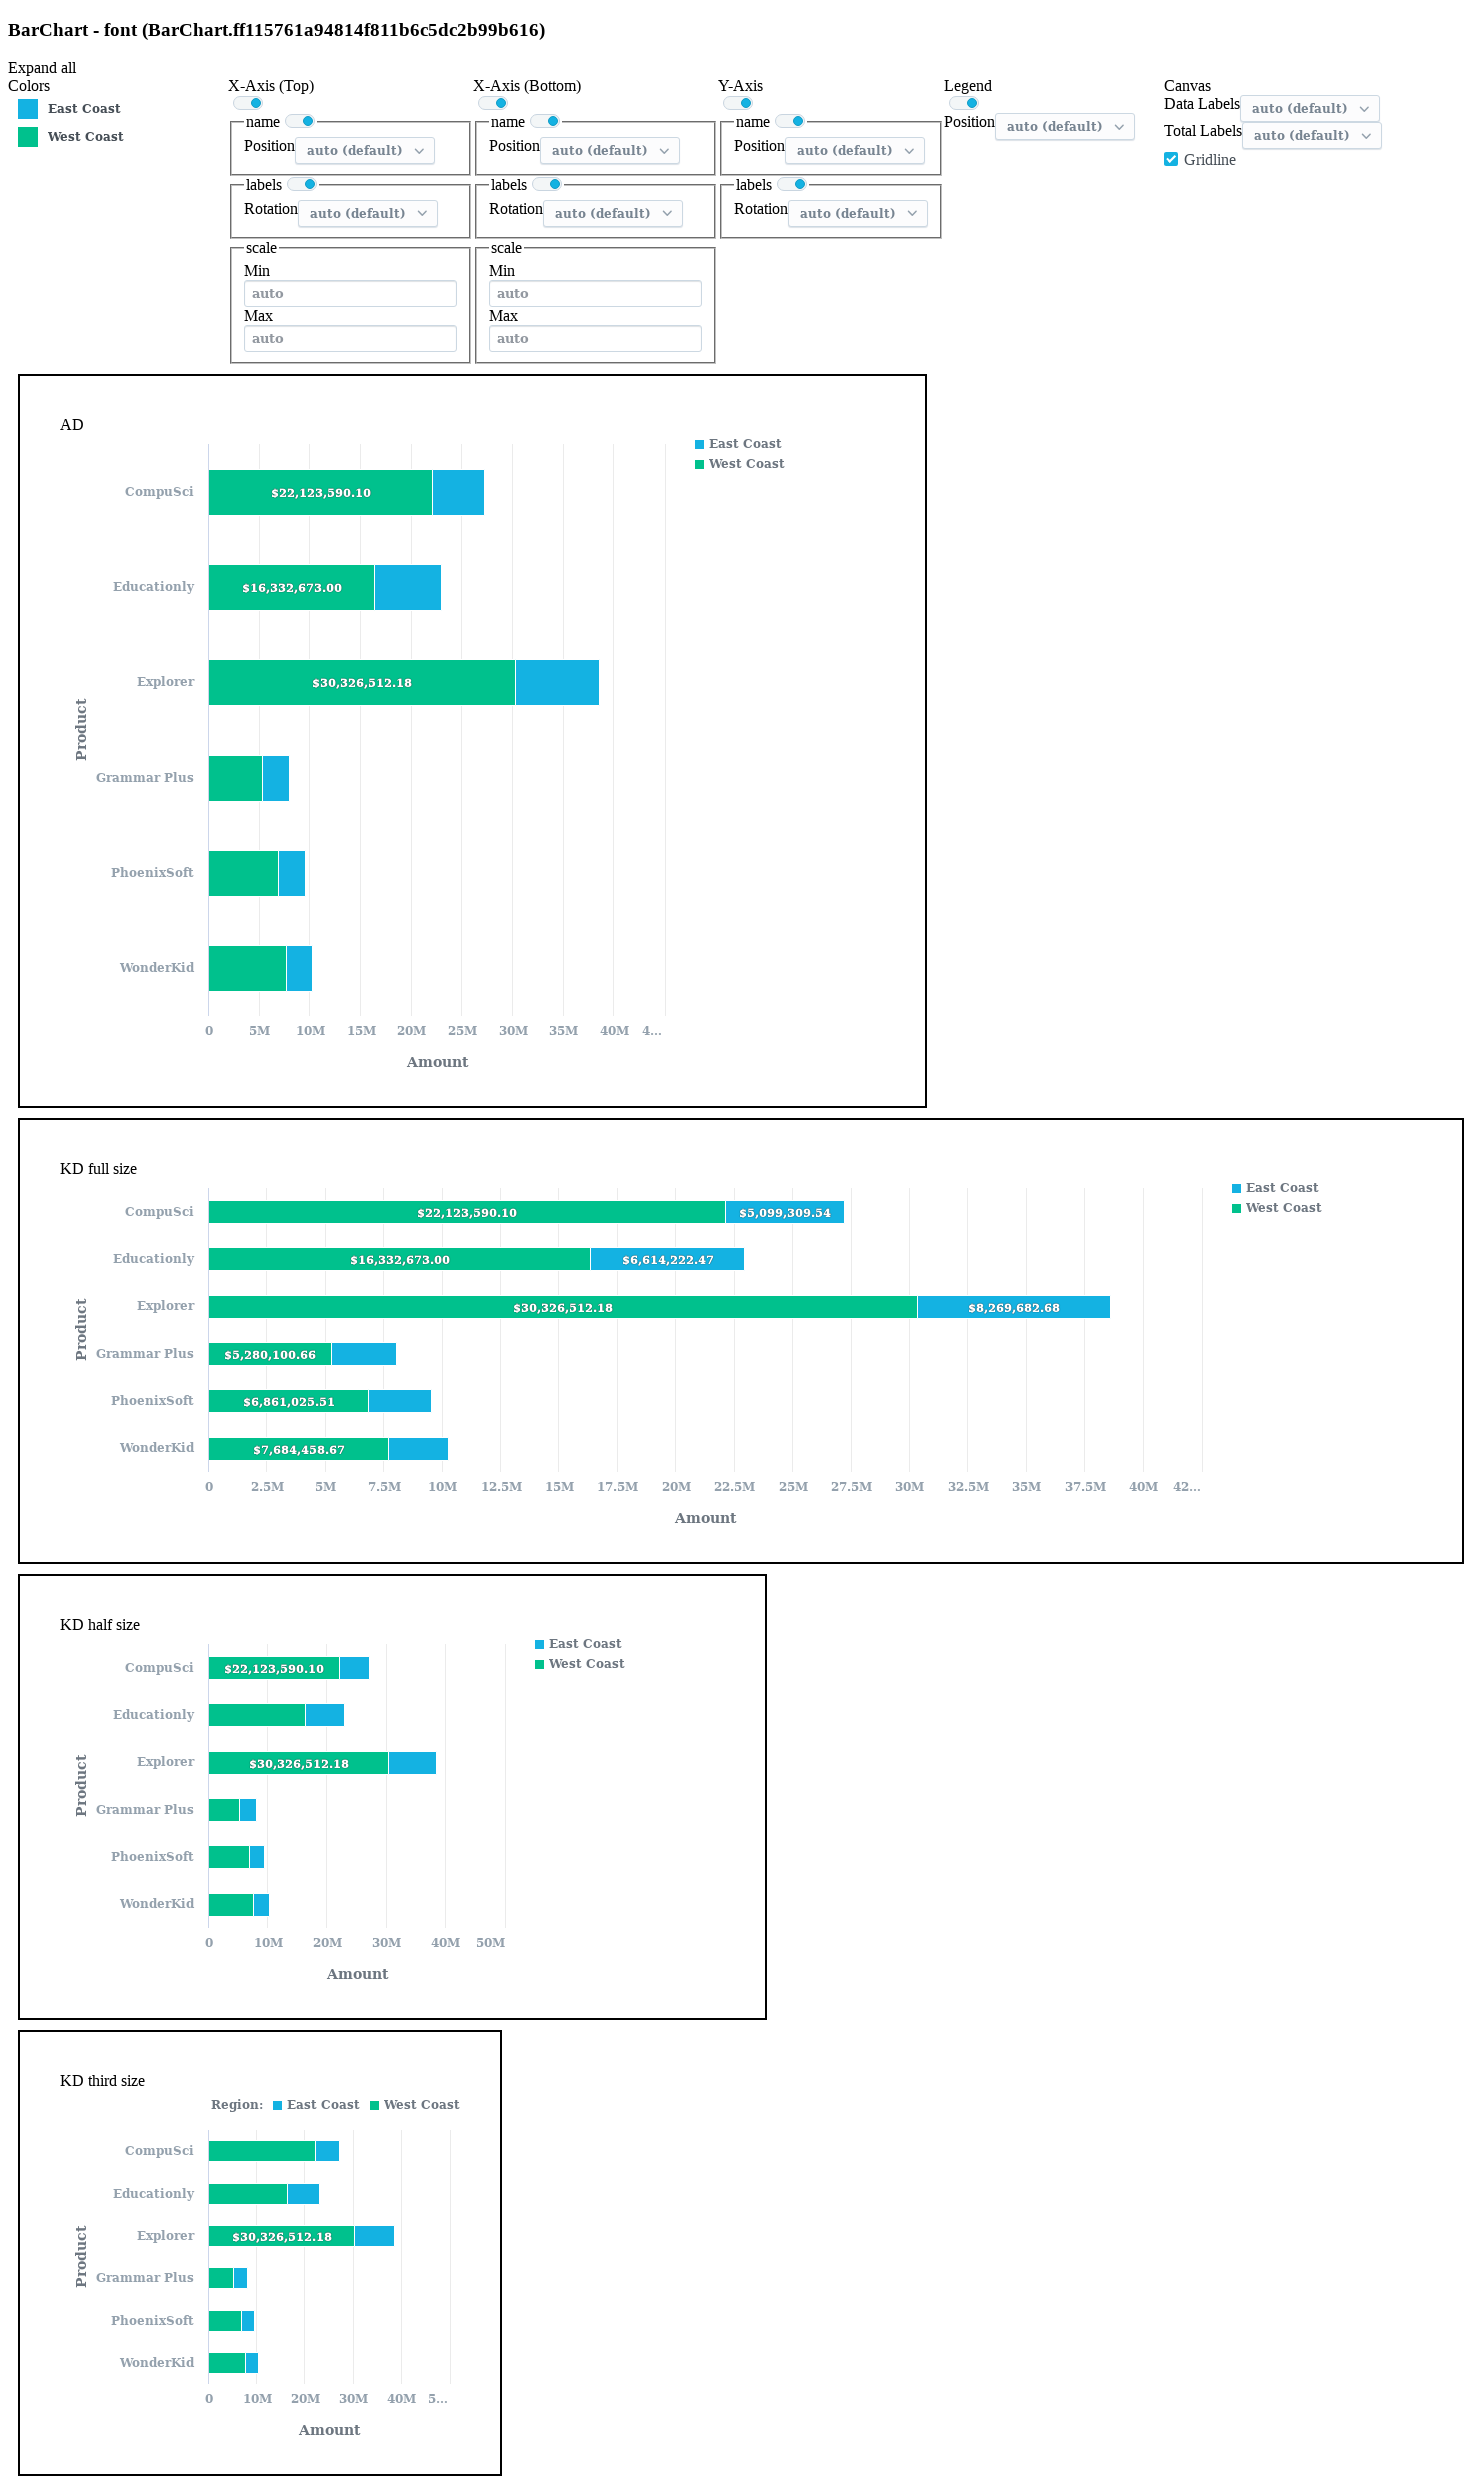 BarChart - font (BarChart.ff115761a94814f811b6c5dc2b99b616)
Expand all
Colors
East Coast
West Coast
X-Axis (Top)
name
Position auto (default)
labels
Rotation auto (default)
scale
Min
auto
Max
auto
X-Axis (Bottom)
name
Position auto (default)
labels
Rotation auto (default)
scale
Min
auto
Max
auto
Y-Axis
name
Position auto (default)
labels
Rotation auto (default)
Legend
Position auto (default)
Canvas
Data Labels auto (default)
Total Labels auto (default)
Gridline
AD
East Coast
West Coast
CompuSci $22,123,590.10
Educationly $16,332,673.00
Explorer $30,326,512.18
Grammar Plus
PhoenixSoft
WonderKid
Product
0 5M 10M 15M 20M 25M 30M 35M 40M 4...
Amount
KD full size
East Coast
West Coast
CompuSci $22,123,590.10 $5,099,309.54
Educationly $16,332,673.00 $6,614,222.47
Explorer $30,326,512.18 $8,269,682.68
Grammar Plus $5,280,100.66
PhoenixSoft $6,861,025.51
WonderKid $7,684,458.67
Product
0 2.5M 5M 7.5M 10M 12.5M 15M 17.5M 20M 22.5M 25M 27.5M 30M 32.5M 35M 37.5M 40M 42...
Amount
KD half size
East Coast
West Coast
CompuSci $22,123,590.10
Educationly
Explorer $30,326,512.18
Grammar Plus
PhoenixSoft
WonderKid
Product
0 10M 20M 30M 40M 50M
Amount
KD third size
Region: East Coast West Coast
CompuSci
Educationly
Explorer $30,326,512.18
Grammar Plus
PhoenixSoft
WonderKid
Product
0 10M 20M 30M 40M 5...
Amount